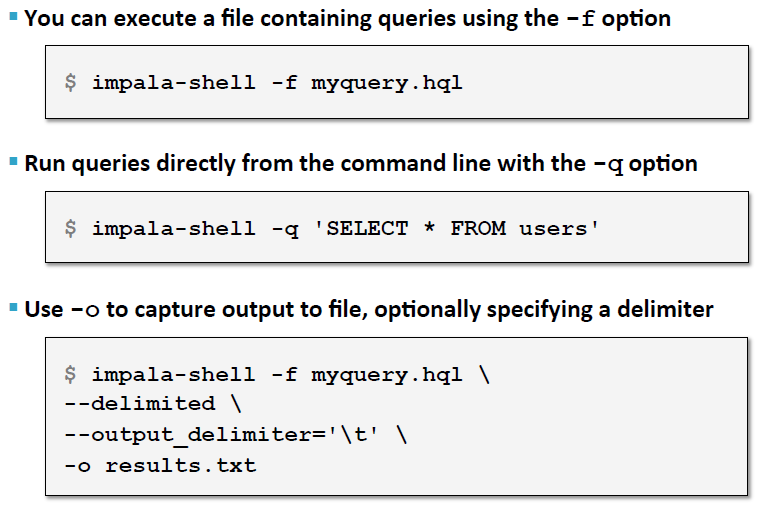 You can execute a file containing queries using the -f option
$ impala-shell -f myquery.hql
Run queries directly from the command line with the -q option
$ impala-shell -q 'SELECT * FROM users'
Use -o to capture output to file, optionally specifying a delimiter
$ impala-shell -f myquery.hql \
--delimited \
--output_delimiter='\t' \
-o results.txt